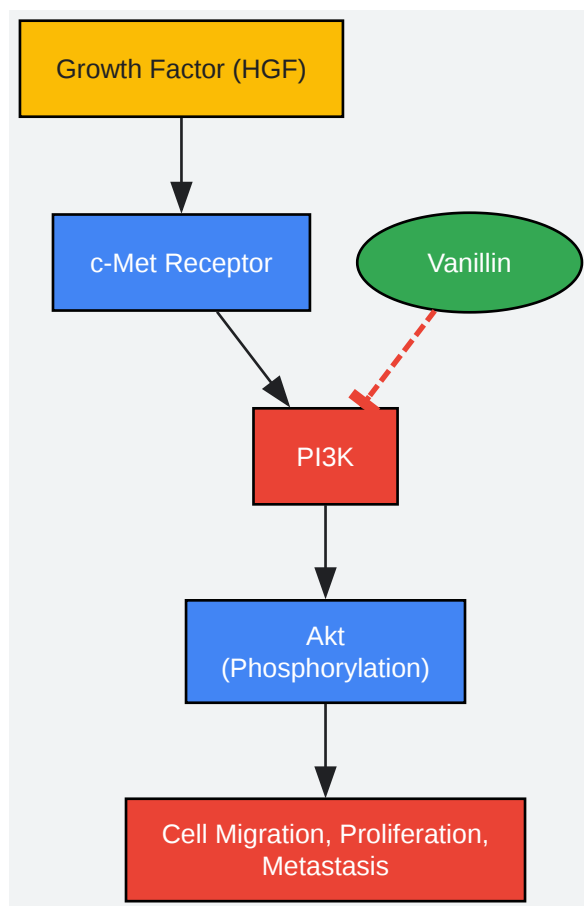 Growth Factor (HGF)
c-Met Receptor
Vanillin
PI3K
Akt
(Phosphorylation)
Cell Migration, Proliferation,
Metastasis